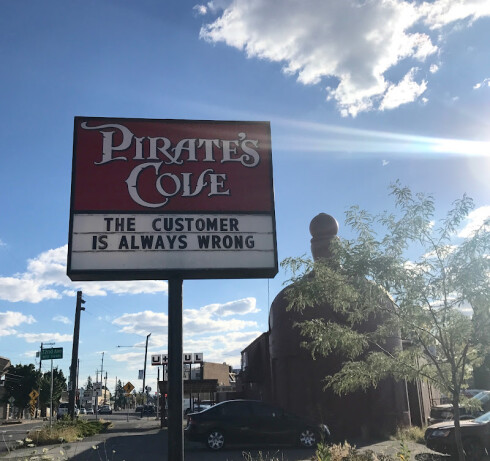 PIRATE'S
COVE
THE CUSTOMER
IS ALWAYS WRONG